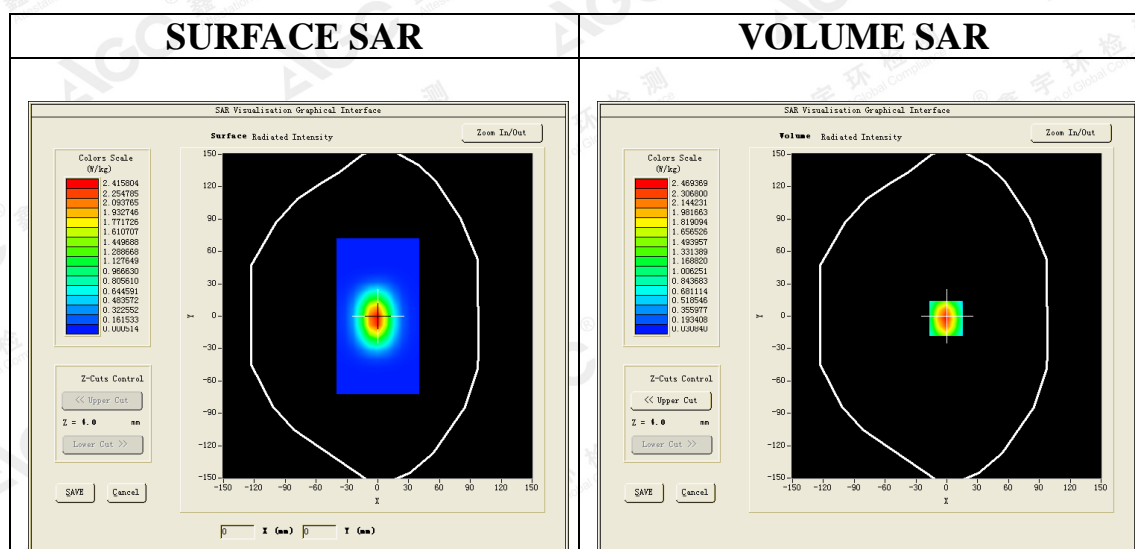 SURFACE SAR
VOLUME SAR
SAR Visualisation Graphical Interface
Surface Radiated Intensity
Zoom In/Out
Colors Scale
(W/kg)
2.415804
2.254785
2.093765
1.932746
1.771726
1.610707
1.449688
1.288668
1.127649
0.966630
0.805610
0.644591
0.483572
0.322552
0.161533
0.000514
Z-Cuts Control
<< Upper Cut
Z = 4.0 mm
Lower Cut >>
SAVE Cancel
Y
150
120
90
60
30
0
-30
-60
-90
-120
-150
-150 -120 -90 -60 -30 0 30 60 90 120 150
X
0 X (mm) 0 Y (mm)
SAR Visualisation Graphical Interface
Volume Radiated Intensity
Zoom In/Out
Colors Scale
(W/kg)
2.469369
2.306800
2.144231
1.981663
1.819094
1.656526
1.493957
1.331389
1.168820
1.006251
0.843683
0.681114
0.518546
0.355977
0.193408
0.030840
Z-Cuts Control
<< Upper Cut
Z = 4.0 mm
Lower Cut >>
SAVE Cancel
Y
150
120
90
60
30
0
-30
-60
-90
-120
-150
-150 -120 -90 -60 -30 0 30 60 90 120 150
X